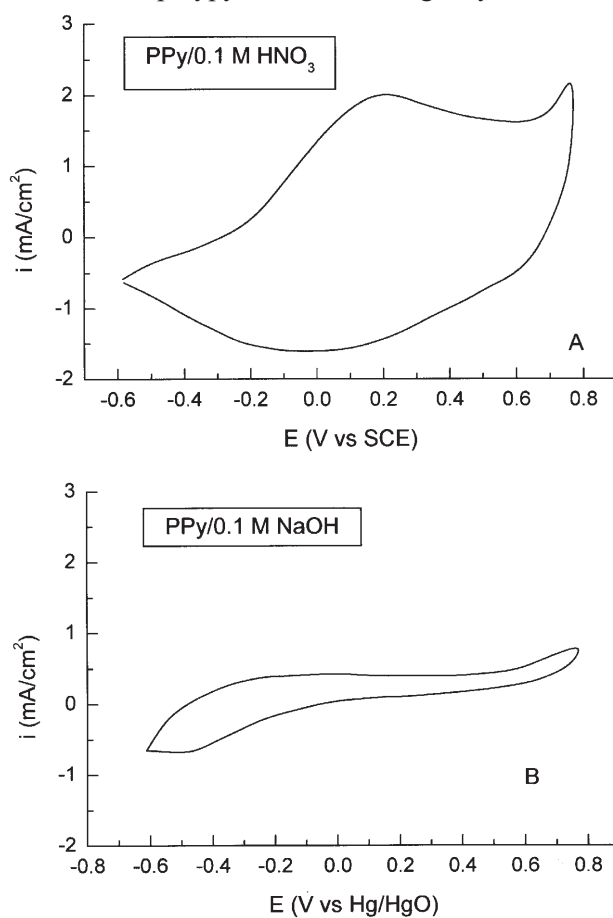 3
PPy/0.1 M HNO3
2
1
0
-1
-2
i (mA/cm2)
A
-0.6 -0.4 -0.2 0.0 0.2 0.4 0.6 0.8
E (V vs SCE)
3
PPy/0.1 M NaOH
2
1
0
-1
-2
i (mA/cm2)
B
-0.8 -0.6 -0.4 -0.2 0.0 0.2 0.4 0.6 0.8
E (V vs Hg/HgO)